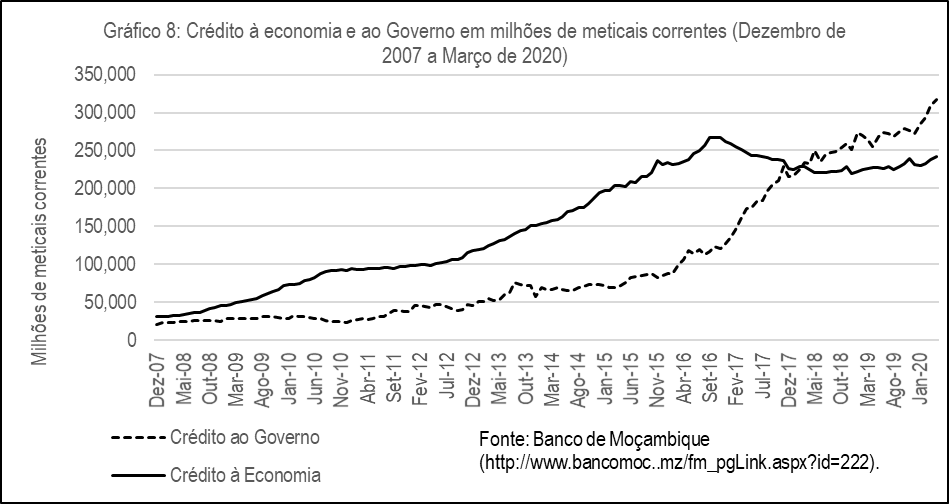 Gráfico 8: Crédito à economia e ao Governo em milhões de meticais correntes (Dezembro de
2007 a Março de 2020)
Milhões de meticais correntes
350,000
300,000
250,000
200,000
150,000
100,000
50,000
0
Dez-07
Mai-08
Out-08
Mar-09
Ago-09
Jan-10
Jun-10
Nov-10
Abr-11
Set-11
Fev-12
Jul-12
Dez-12
Mai-13
Out-13
Mar-14
Ago-14
Jan-15
Jun-15
Nov-15
Abr-16
Set-16
Fev-17
Jul-17
Dez-17
Mai-18
Out-18
Mar-19
Ago-19
Jan-20
Crédito ao Governo
Crédito à Economia
Fonte: Banco de Moçambique
(http://www.bancomoc..mz/fm_pgLink.aspx?id=222).